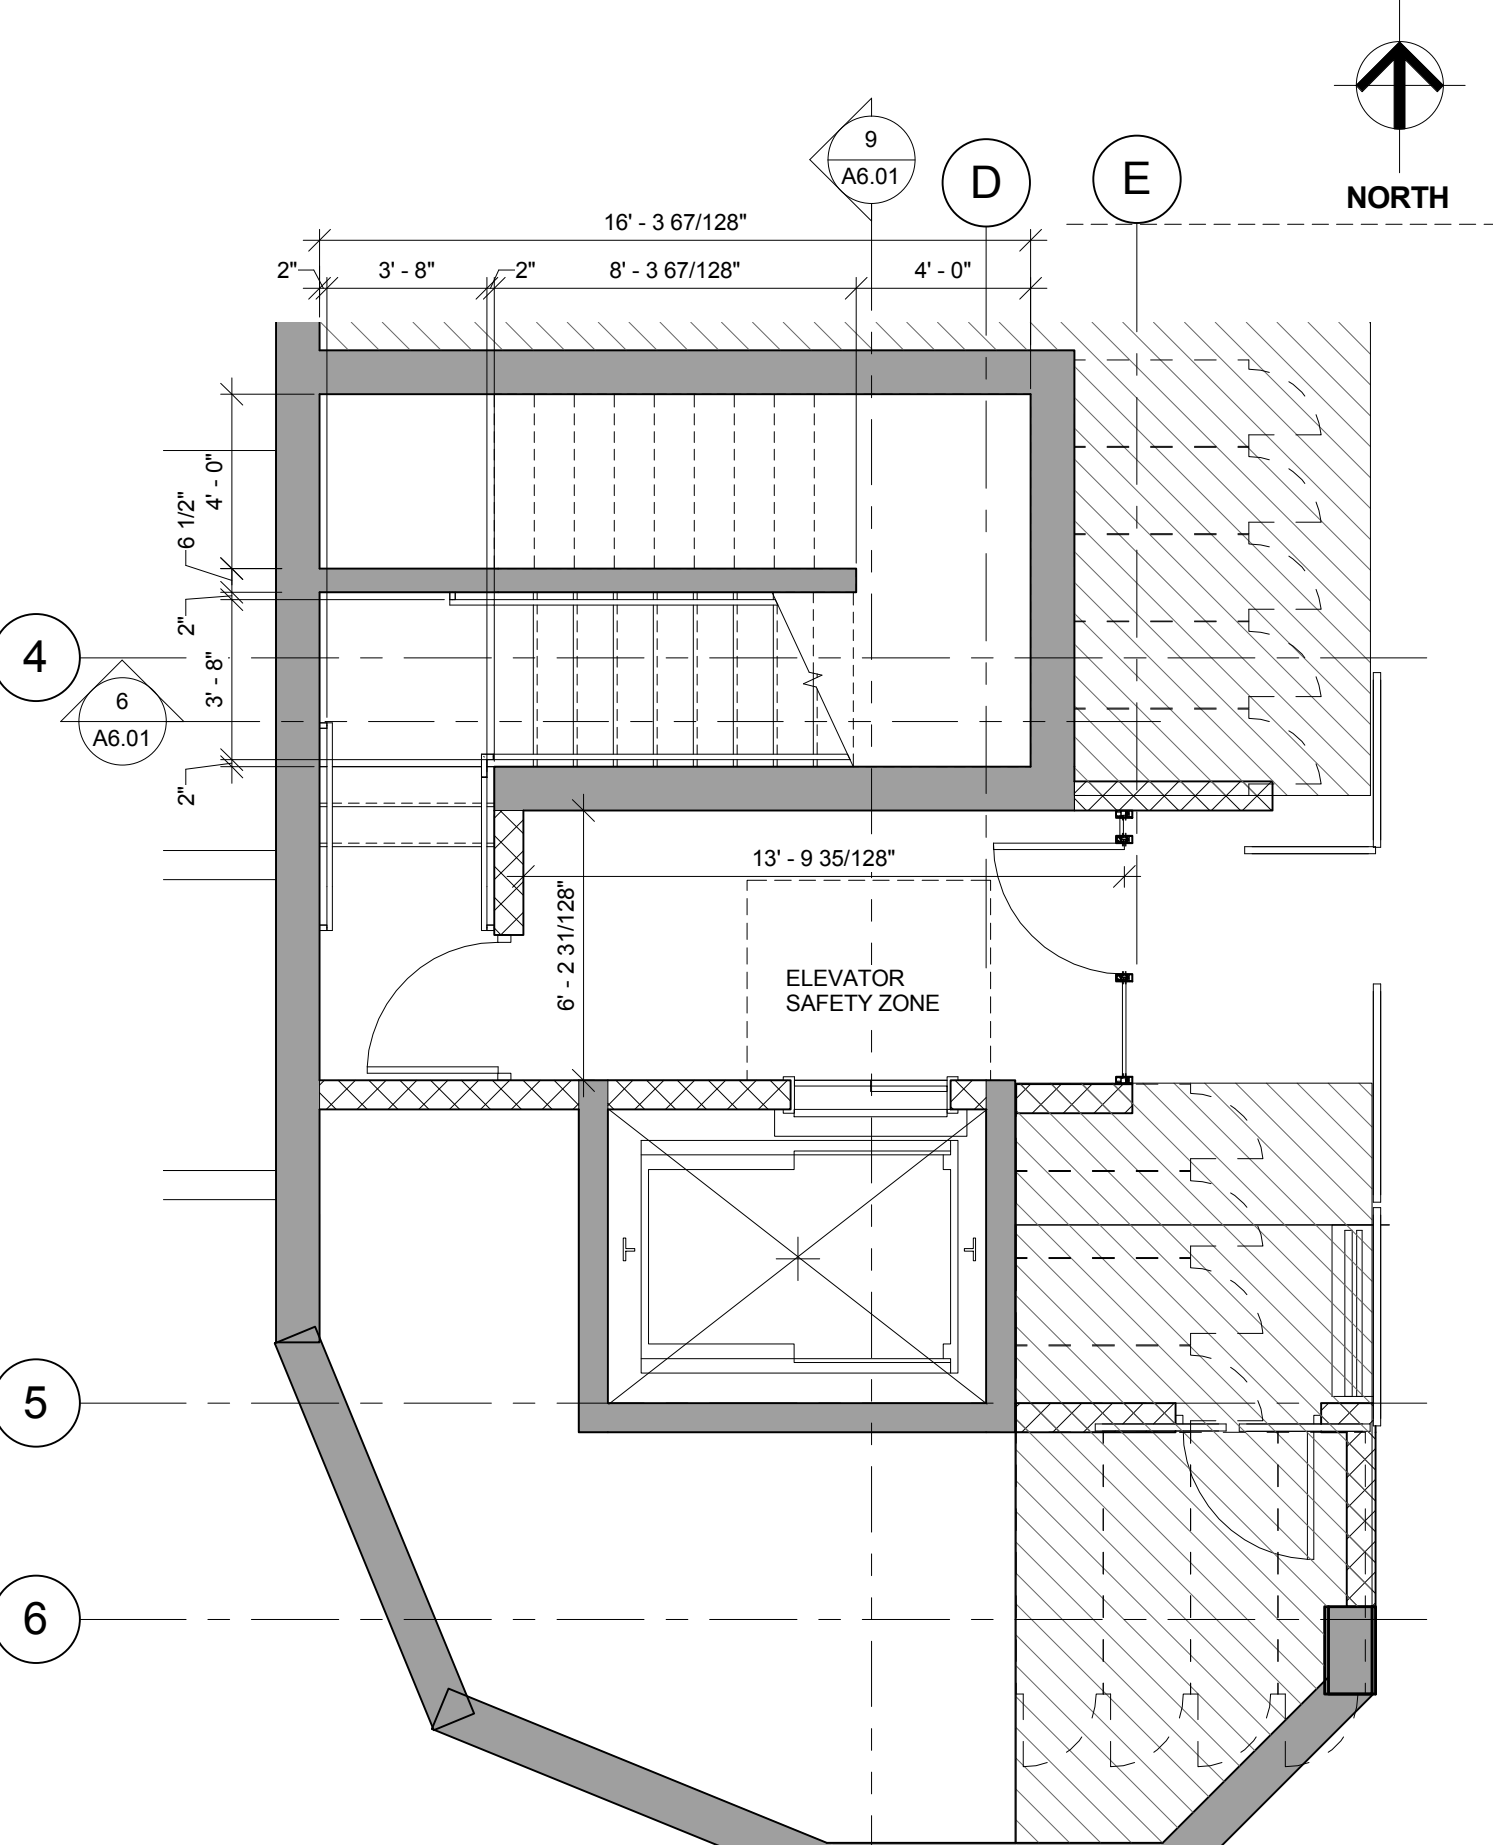 9
A6.01
D
E
NORTH
16' - 3 67/128"
2"
3' - 8"
2"
8' - 3 67/128"
4' - 0"
4' - 0"
6 1/2"
2"
4
3' - 8"
6
A6.01
2"
13' - 9 35/128"
6' - 2 31/128"
ELEVATOR
SAFETY ZONE
5
6